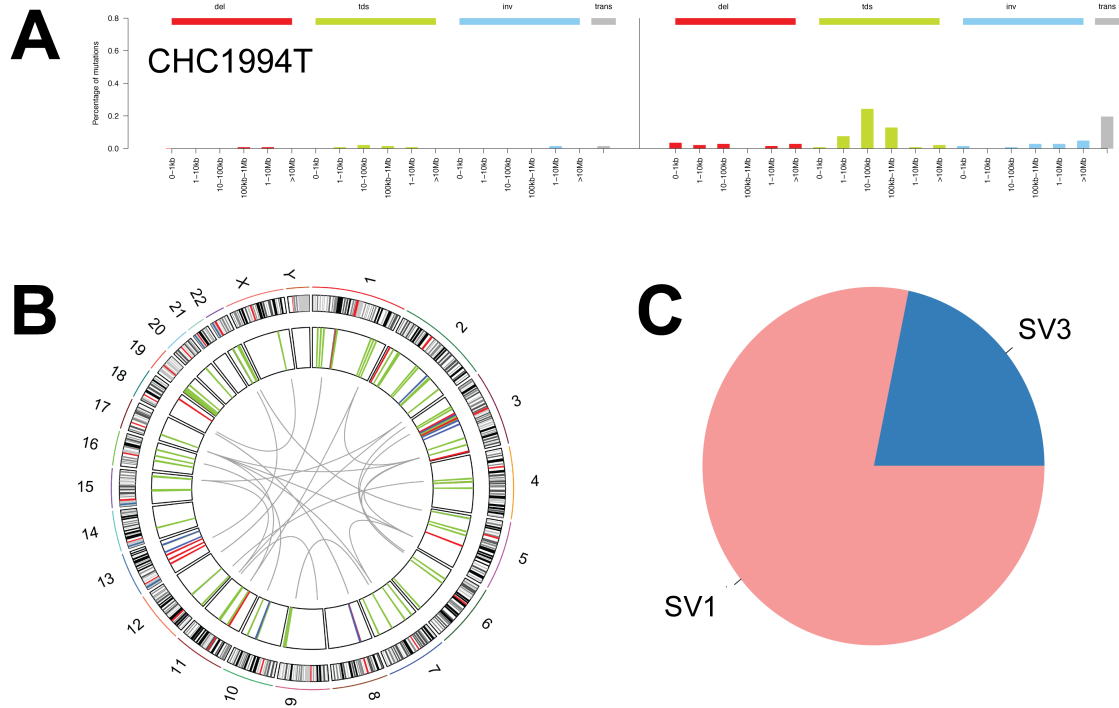 A
del tds inv trans del tds inv trans
CHC1994T
Percentage of mutations
0.8
0.6
0.4
0.2
0.0
0−1kb 1−10kb 10−100kb 100kb−1Mb 1−10Mb >10Mb 0−1kb 1−10kb 10−100kb 100kb−1Mb 1−10Mb >10Mb 0−1kb 1−10kb 10−100kb 100kb−1Mb 1−10Mb >10Mb 0−1kb 1−10kb 10−100kb 100kb−1Mb 1−10Mb >10Mb 0−1kb 1−10kb 10−100kb 100kb−1Mb 1−10Mb >10Mb 0−1kb 1−10kb 10−100kb 100kb−1Mb 1−10Mb >10Mb
B
1
2
3
4
5
6
7
8
9
10
11
12
13
14
15
16
17
18
19
20
21
22
X
Y
C
SV3
SV1